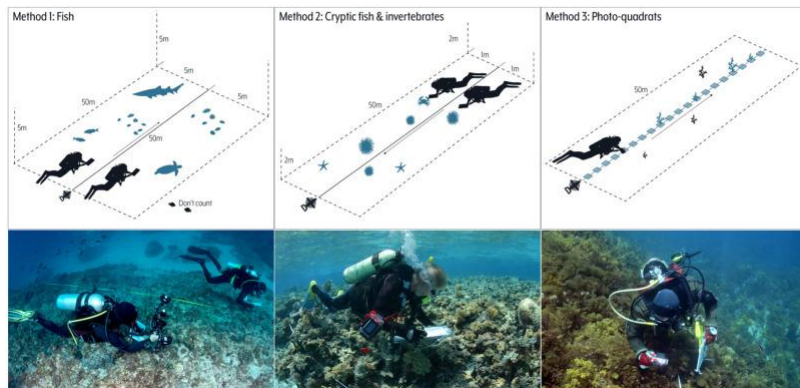 Method 1: Fish
5m
5m
5m
50m
5m
5m
50m
Don't count
Method 2: Cryptic fish & invertebrates
2m
1m
1m
50m
2m
Method 3: Photo-quadrats
50m